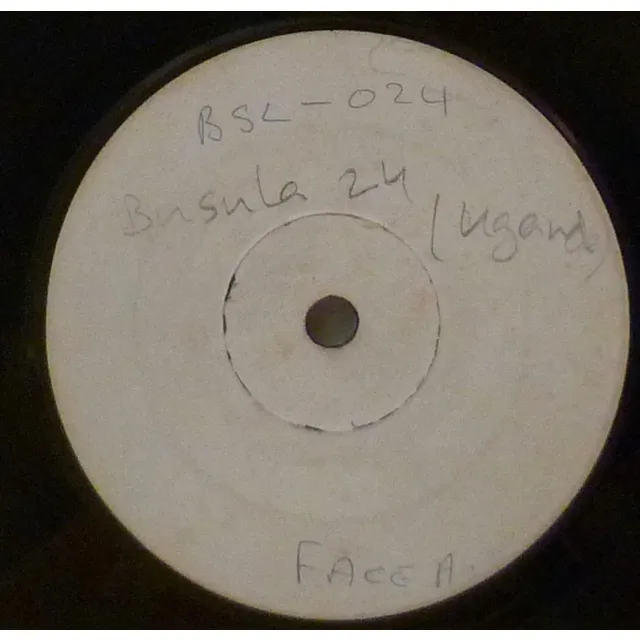 BSL-024
Busula 24
(Uganda)
FACE A